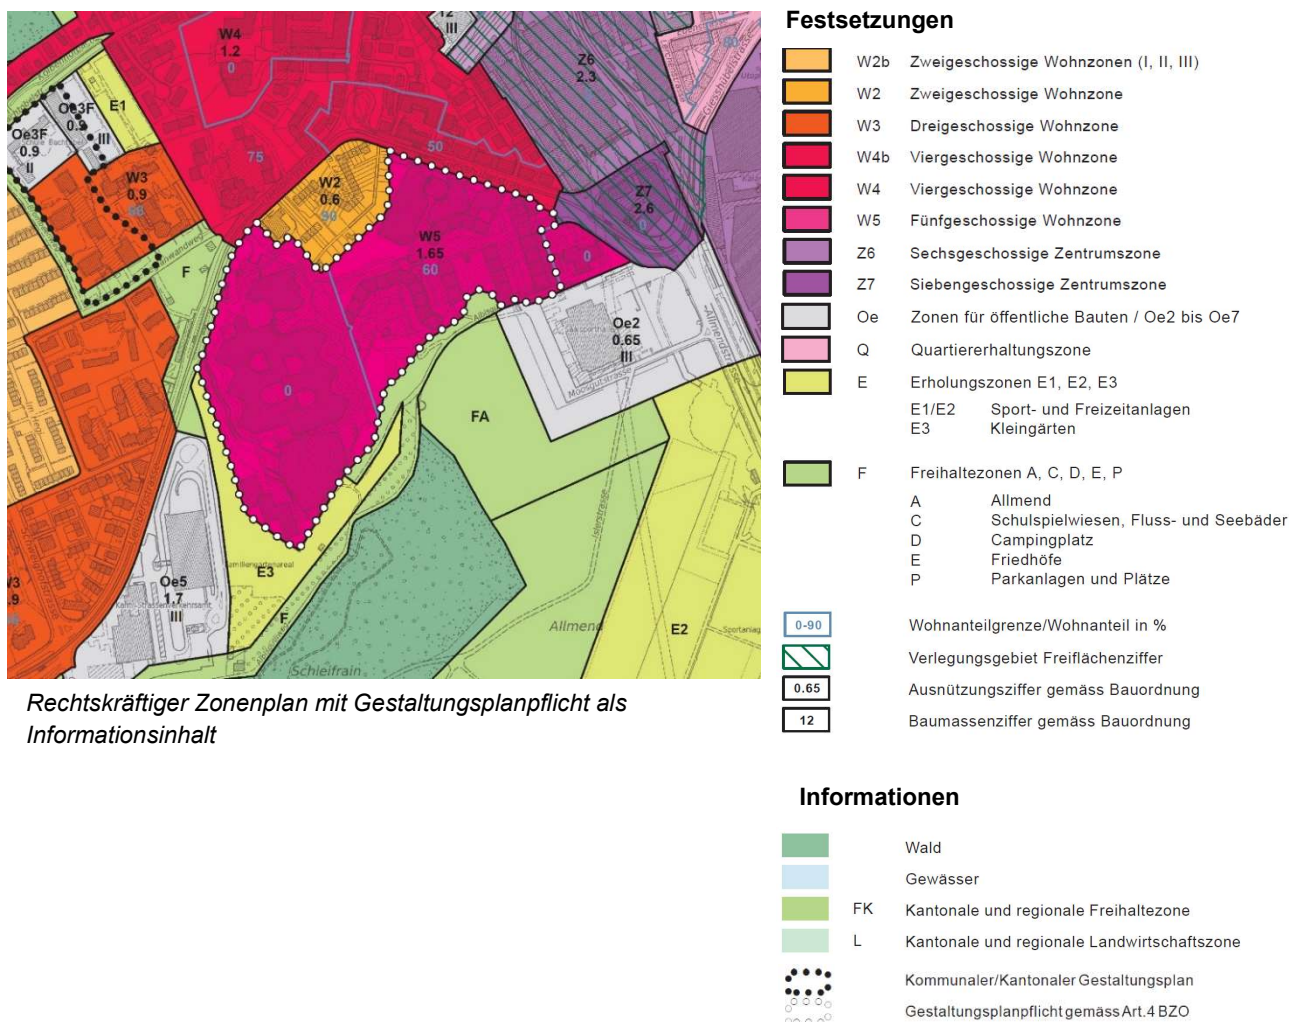 W4
1.2
0
12
III
Z6
2.3
E1
Oe3F
0.9
III
Oe3F
0.9
II
W3
0.9
75
50
W2
0.6
90
Z7
2.6
0
W5
1.65
60
0
F
0
Oe2
0.65
III
Moosgutstrasse
Allmendstrasse
FA
Oe5
1.7
III
E3
F
Allmend
E2
Schleifrain
Rechtskräftiger Zonenplan mit Gestaltungsplanpflicht als
Informationsinhalt
Festsetzungen
W2b Zweigeschossige Wohnzonen (I, II, III)
W2 Zweigeschossige Wohnzone
W3 Dreigeschossige Wohnzone
W4b Viergeschossige Wohnzone
W4 Viergeschossige Wohnzone
W5 Fünfgeschossige Wohnzone
Z6 Sechsgeschossige Zentrumszone
Z7 Siebengeschossige Zentrumszone
Oe Zonen für öffentliche Bauten / Oe2 bis Oe7
Q Quartiererhaltungszone
E Erholungszonen E1, E2, E3
E1/E2 Sport- und Freizeitanlagen
E3 Kleingärten
F Freihaltezonen A, C, D, E, P
A Allmend
C Schulspielwiesen, Fluss- und Seebäder
D Campingplatz
E Friedhöfe
P Parkanlagen und Plätze
0-90 Wohnanteilgrenze/Wohnanteil in %
Verlegungsgebiet Freiflächenziffer
0.65 Ausnützungsziffer gemäss Bauordnung
12 Baumassenziffer gemäss Bauordnung
Informationen
Wald
Gewässer
FK Kantonale und regionale Freihaltezone
L Kantonale und regionale Landwirtschaftszone
Kommunaler/Kantonaler Gestaltungsplan
Gestaltungsplanpflicht gemäss Art.4 BZO